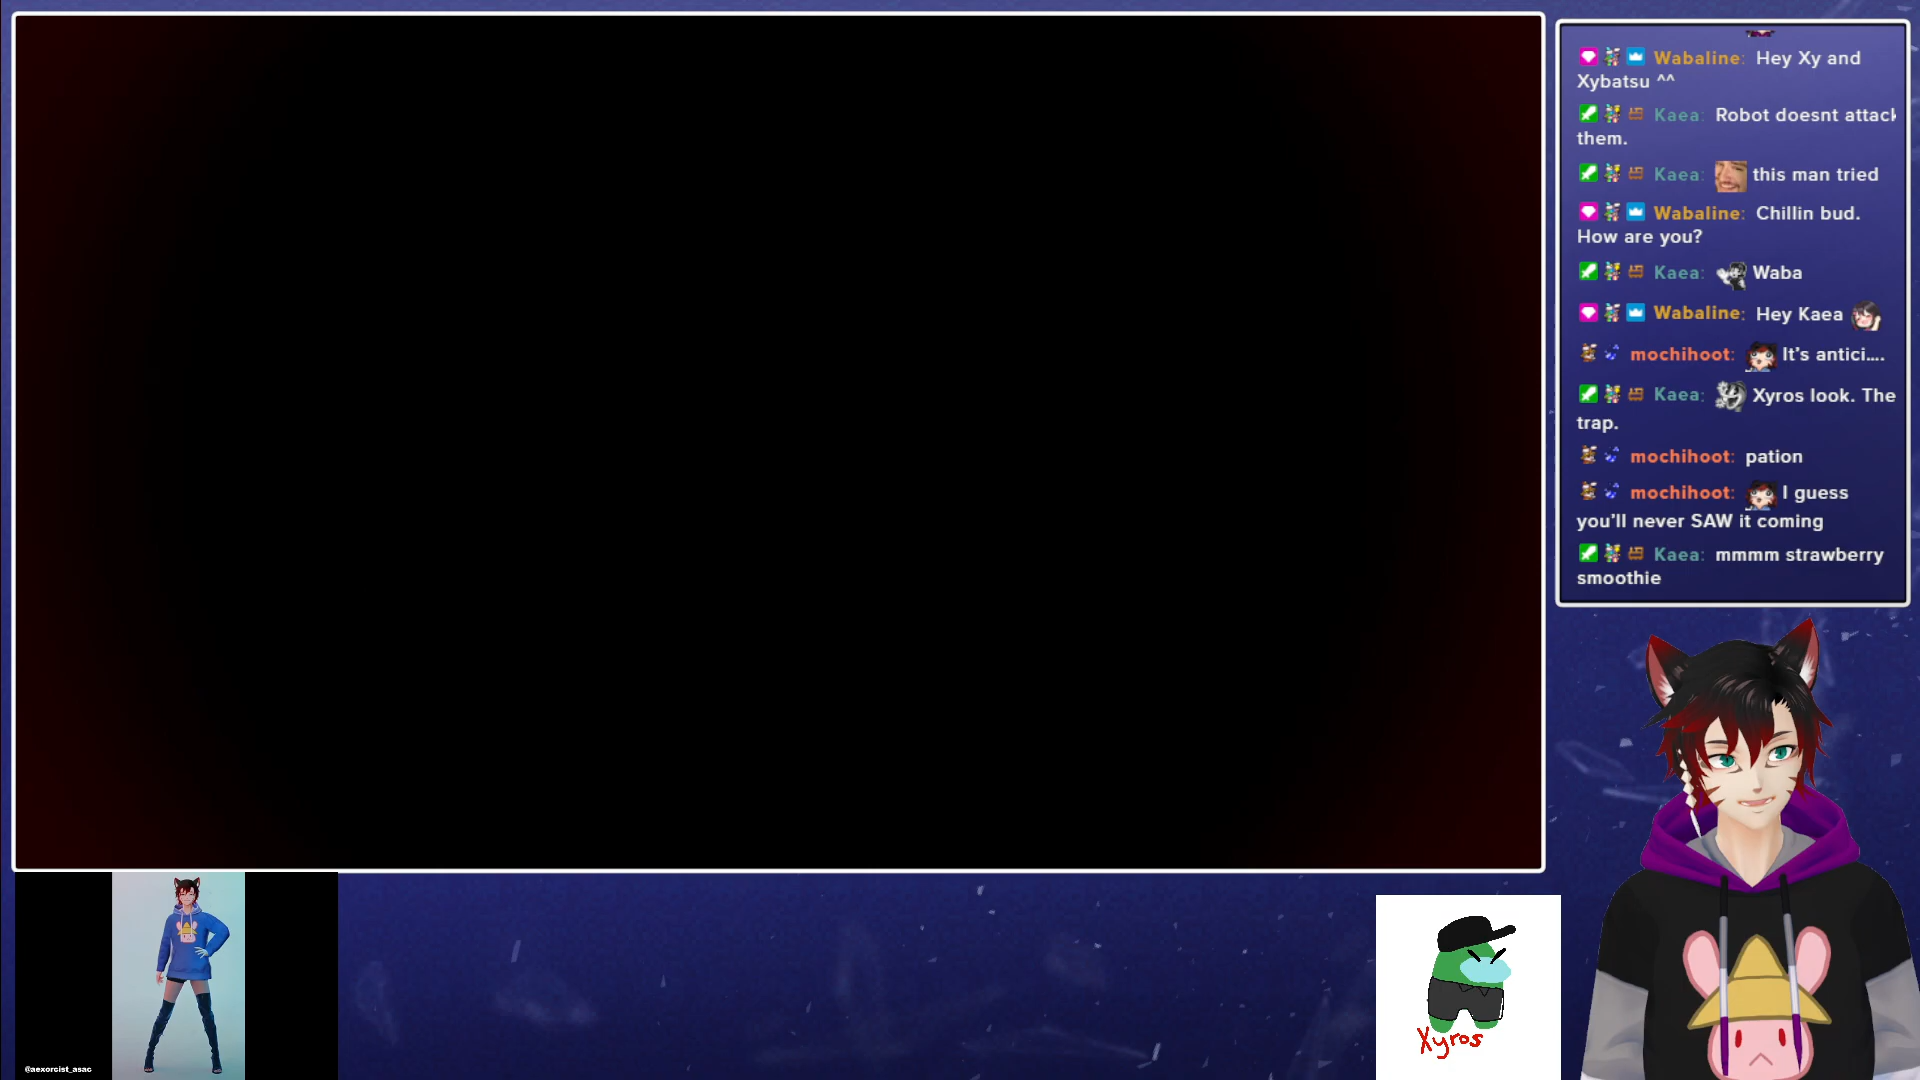 Wabaline: Hey Xy and
Xybatsu ^^
Kaea: Robot doesnt attack
them.
Kaea: this man tried
Wabaline: Chillin bud.
How are you?
Kaea: Waba
Wabaline: Hey Kaea
mochihoot: It's antici....
Kaea: Xyros look. The
trap.
mochihoot: pation
mochihoot: I guess
you'll never SAW it coming
Kaea: mmmm strawberry
smoothie
Xyros
@aexorcist_asac